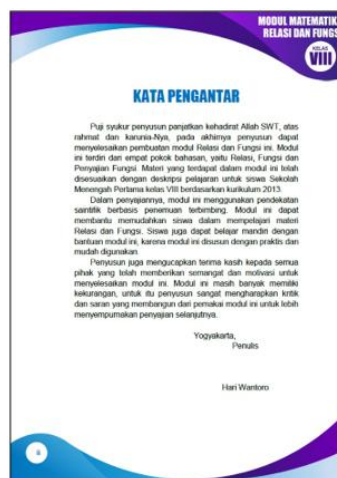 MODUL MATEMATIK
RELASI DAN FUNGS
KELAS
VIII
KATA PENGANTAR
Puji syukur penyusun panjatkan kehadirat Allah SWT, atas
rahmat dan karunia-Nya, pada akhirnya penyusun dapat
menyelesaikan pembuatan modul Relasi dan Fungsi ini. Modul
ini terdiri dari empat pokok bahasan, yaitu Relasi, Fungsi dan
Penyajian Fungsi. Materi yang terdapat dalam modul ini telah
disesuaikan dengan deskripsi pelajaran untuk siswa Sekolah
Menengah Pertama kelas VIII berdasarkan kurikulum 2013.
Dalam penyajiannya, modul ini menggunakan pendekatan
saintifik berbasis penemuan terbimbing. Modul ini dapat
membantu memudahkan siswa dalam mempelajari materi
Relasi dan Fungsi. Siswa juga dapat belajar mandiri dengan
bantuan modul ini, karena modul ini disusun dengan praktis dan
mudah digunakan.
Penyusun juga mengucapkan terima kasih kepada semua
pihak yang telah memberikan semangat dan motivasi untuk
menyelesaikan modul ini. Modul ini masih banyak memiliki
kekurangan, untuk itu penyusun sangat mengharapkan kritik
dan saran yang membangun dari pemakai modul ini untuk lebih
menyempurnakan penyajian selanjutnya.
Yogyakarta,
Penulis
Hari Wantoro
ii